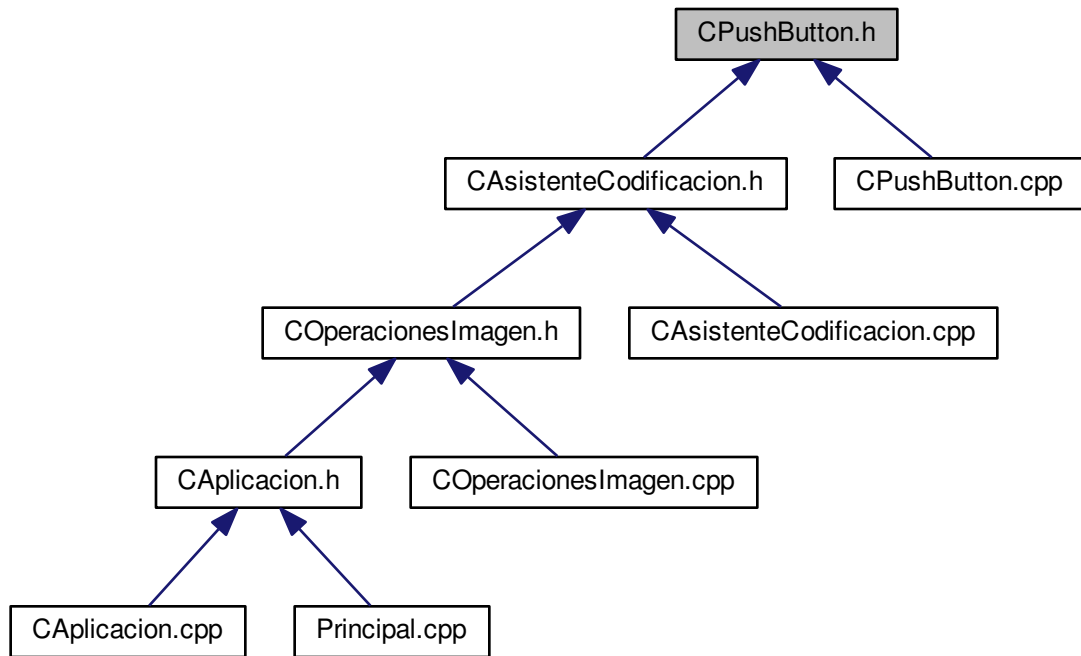 CPushButton.h
CAsistenteCodificacion.h
CPushButton.cpp
COperacionesImagen.h
CAsistenteCodificacion.cpp
CAplicacion.h
COperacionesImagen.cpp
CAplicacion.cpp
Principal.cpp